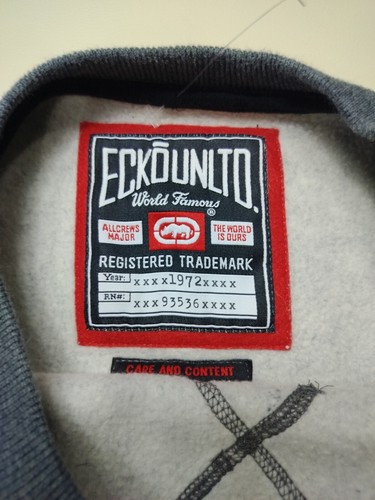 ECKŌUNLTD.
World Famous
®
ALLCREWS MAJOR
THE WORLD IS OURS
REGISTERED TRADEMARK
Year: xxxx1972xxxx
RN#: xxx93536xxxx
CARE AND CONTENT